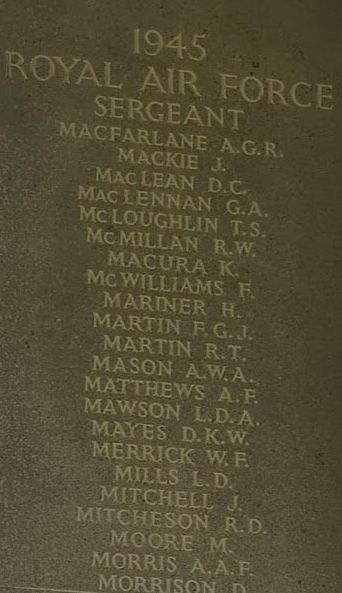 1945
ROYAL AIR FORCE
SERGEANT
MACFARLANE A.G.R.
MACKIE J.
MACLEAN D.C.
MACLENNAN G.A.
MCLOUGHLIN T.S.
MCMILLAN R.W.
MACURA K.
MCWILLIAMS F.
MARINER H.
MARTIN F.G.J.
MARTIN R.T.
MASON A.W.A.
MATTHEWS A.F.
MAWSON L.D.A.
MAYES D.K.W.
MERRICK W.F.
MILLS L.D.
MITCHELL J.
MITCHESON R.D.
MOORE M.
MORRIS A.A.F.
MORRISON D